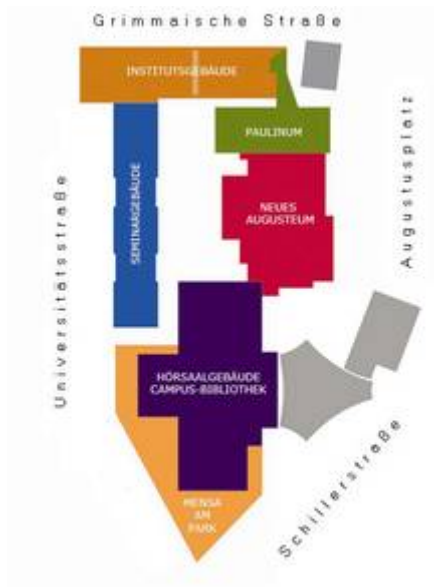 Grimmaische Straße
INSTITUTSGEBÄUDE
PAULINUM
Augustusplatz
SEMINARGEBÄUDE
NEUES
AUGUSTEUM
Universitätsstraße
HÖRSAALGEBÄUDE
CAMPUS-BIBLIOTHEK
Schillerstraße
MENSA
AM
PARK